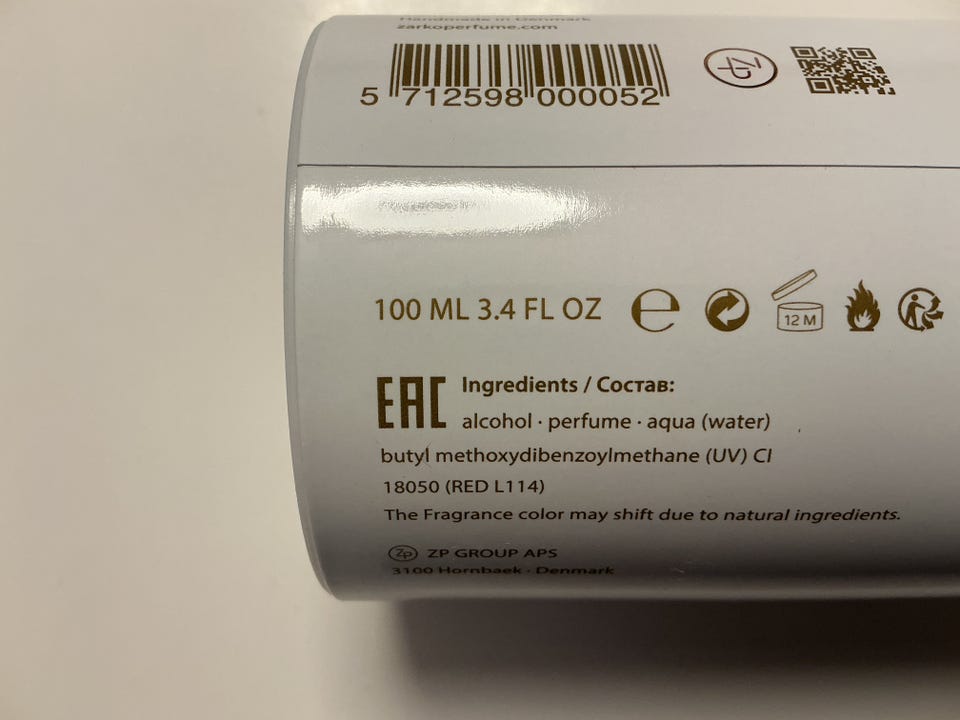 Handmade in Denmark
zarkoperfume.com
5 712598 000052
Zp
100 ML 3.4 FL OZ e
12 M
EAC
Ingredients / Состав:
alcohol · perfume · aqua (water)
butyl methoxydibenzoylmethane (UV) CI
18050 (RED L114)
The Fragrance color may shift due to natural ingredients.
Zp ZP GROUP APS
3100 Hornbaek · Denmark